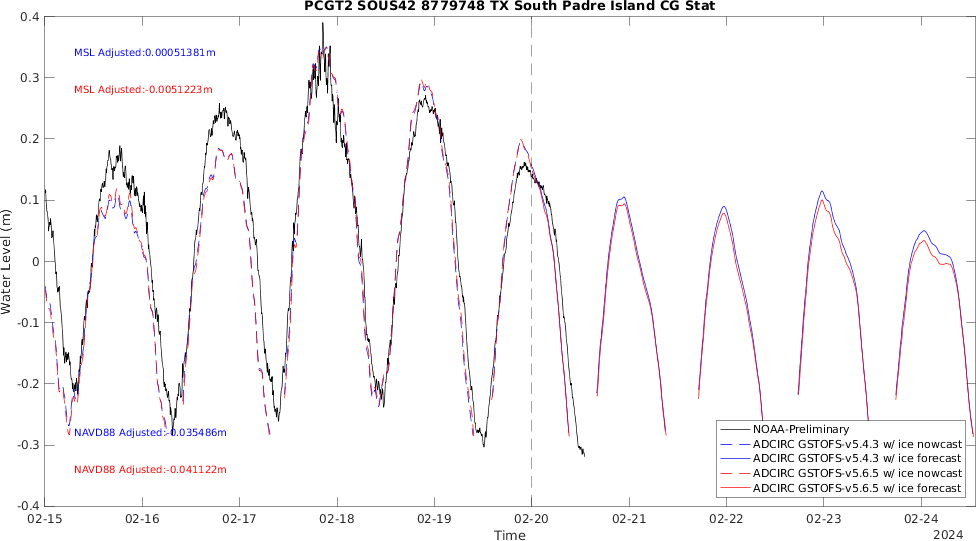 PCGT2 SOUS42 8779748 TX South Padre Island CG Stat
Water Level (m)
0.4
0.3
0.2
0.1
0
-0.1
-0.2
-0.3
-0.4
MSL Adjusted:0.00051381m
MSL Adjusted:-0.0051223m
NAVD88 Adjusted:-0.035486m
NAVD88 Adjusted:-0.041122m
NOAA-Preliminary
ADCIRC GSTOFS-v5.4.3 w/ ice nowcast
ADCIRC GSTOFS-v5.4.3 w/ ice forecast
ADCIRC GSTOFS-v5.6.5 w/ ice nowcast
ADCIRC GSTOFS-v5.6.5 w/ ice forecast
02-15 02-16 02-17 02-18 02-19 02-20 02-21 02-22 02-23 02-24
Time
2024